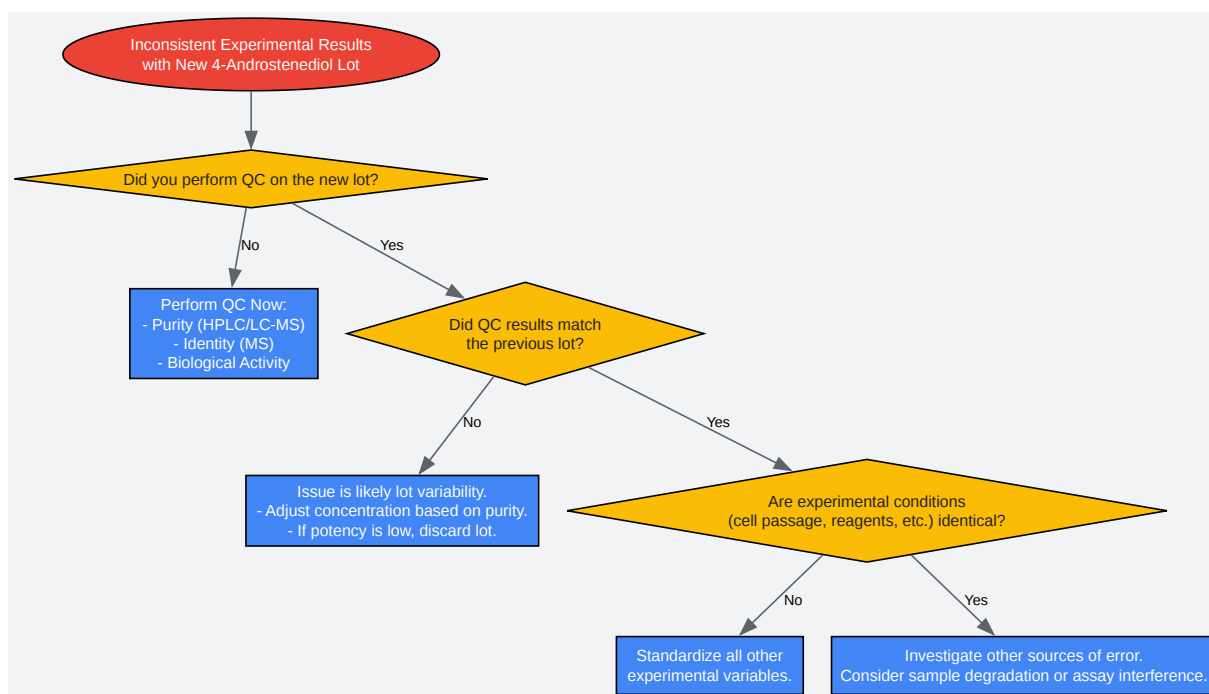 Inconsistent Experimental Results
with New 4-Androstenediol Lot
Did you perform QC on the new lot?
No
Yes
Perform QC Now:
- Purity (HPLC/LC-MS)
- Identity (MS)
- Biological Activity
Did QC results match
the previous lot?
No
Yes
Issue is likely lot variability.
- Adjust concentration based on purity.
- If potency is low, discard lot.
Are experimental conditions
(cell passage, reagents, etc.) identical?
No
Yes
Standardize all other
experimental variables.
Investigate other sources of error.
Consider sample degradation or assay interference.